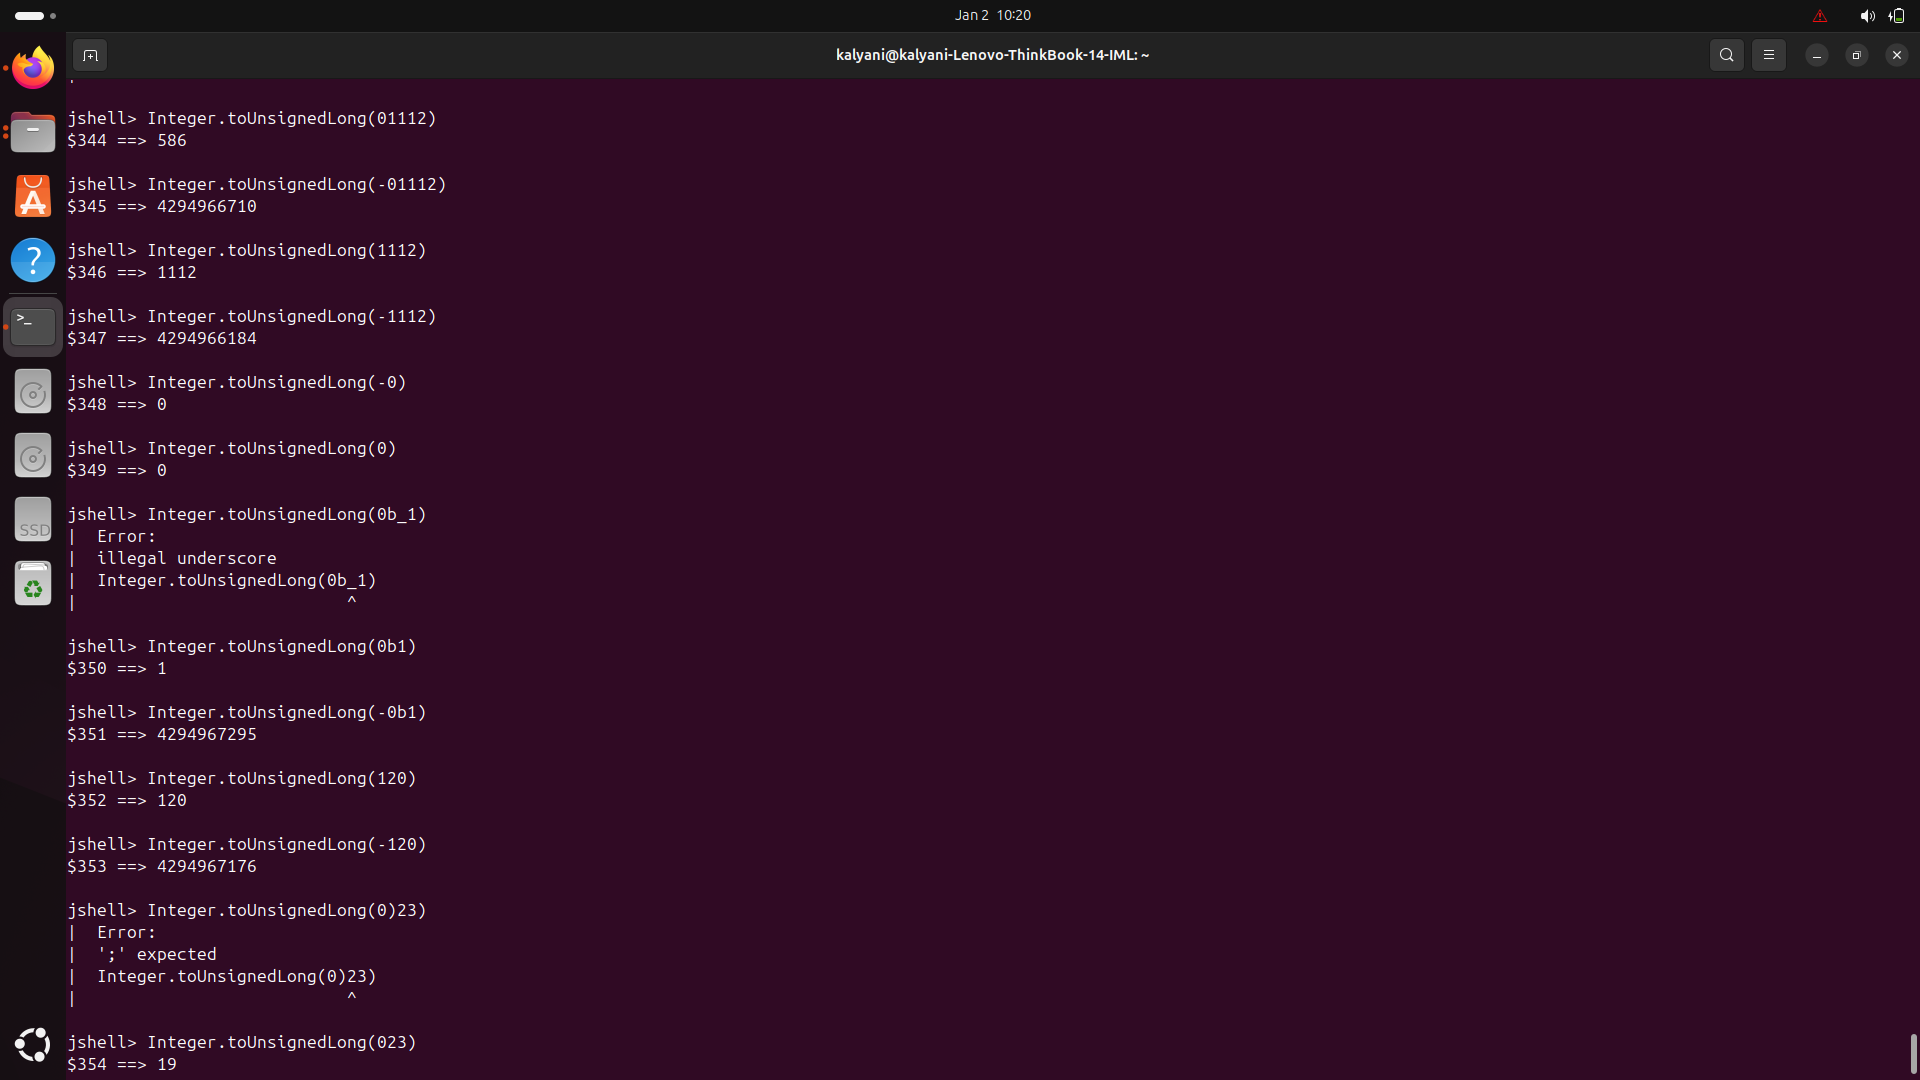 Jan 2 10:20
kalyani@kalyani-Lenovo-ThinkBook-14-IML: ~
jshell> Integer.toUnsignedLong(01112)
$344 ==> 586
jshell> Integer.toUnsignedLong(-01112)
$345 ==> 4294966710
jshell> Integer.toUnsignedLong(1112)
$346 ==> 1112
jshell> Integer.toUnsignedLong(-1112)
$347 ==> 4294966184
jshell> Integer.toUnsignedLong(-0)
$348 ==> 0
jshell> Integer.toUnsignedLong(0)
$349 ==> 0
jshell> Integer.toUnsignedLong(0b_1)
|  Error:
|  illegal underscore
|  Integer.toUnsignedLong(0b_1)
|                           ^
jshell> Integer.toUnsignedLong(0b1)
$350 ==> 1
jshell> Integer.toUnsignedLong(-0b1)
$351 ==> 4294967295
jshell> Integer.toUnsignedLong(120)
$352 ==> 120
jshell> Integer.toUnsignedLong(-120)
$353 ==> 4294967176
jshell> Integer.toUnsignedLong(0)23)
|  Error:
|  ';' expected
|  Integer.toUnsignedLong(0)23)
|                           ^
jshell> Integer.toUnsignedLong(023)
$354 ==> 19
SSD